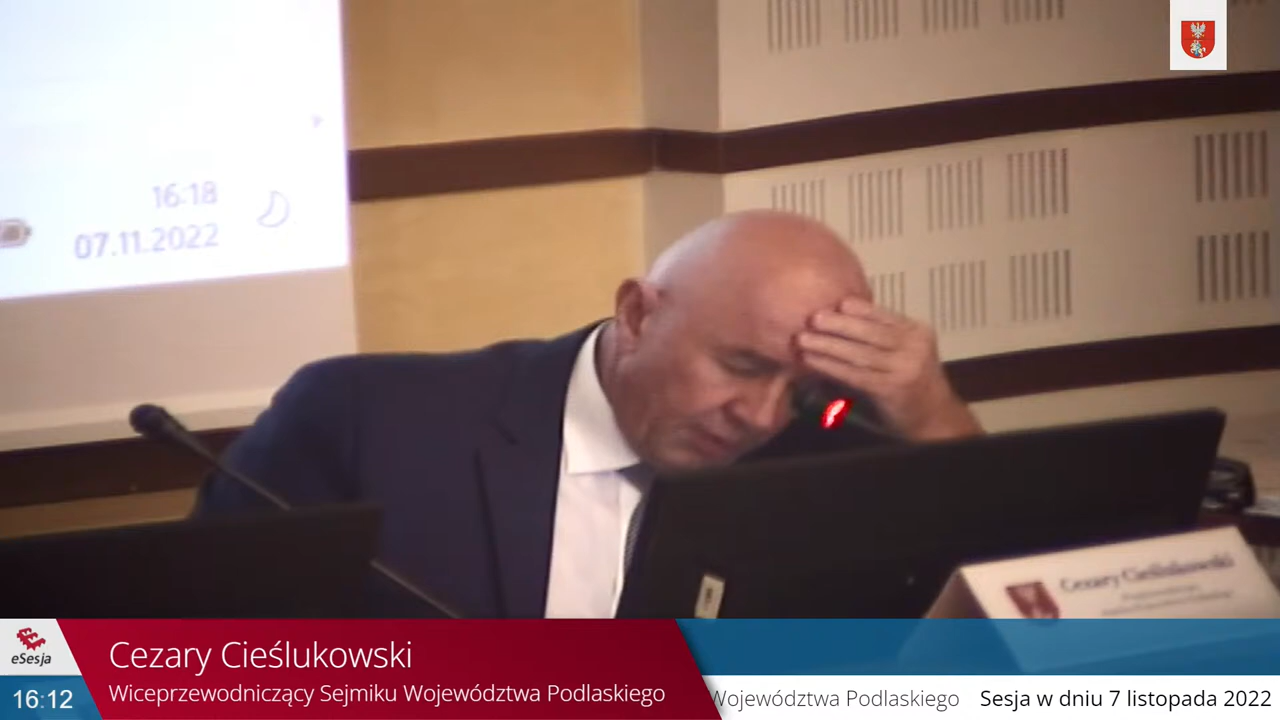 16:18
07.11.2022
Cezary Cieślukowski
eSesja
16:12
Cezary Cieślukowski
Wiceprzewodniczący Sejmiku Województwa Podlaskiego
Województwa Podlaskiego Sesja w dniu 7 listopada 2022